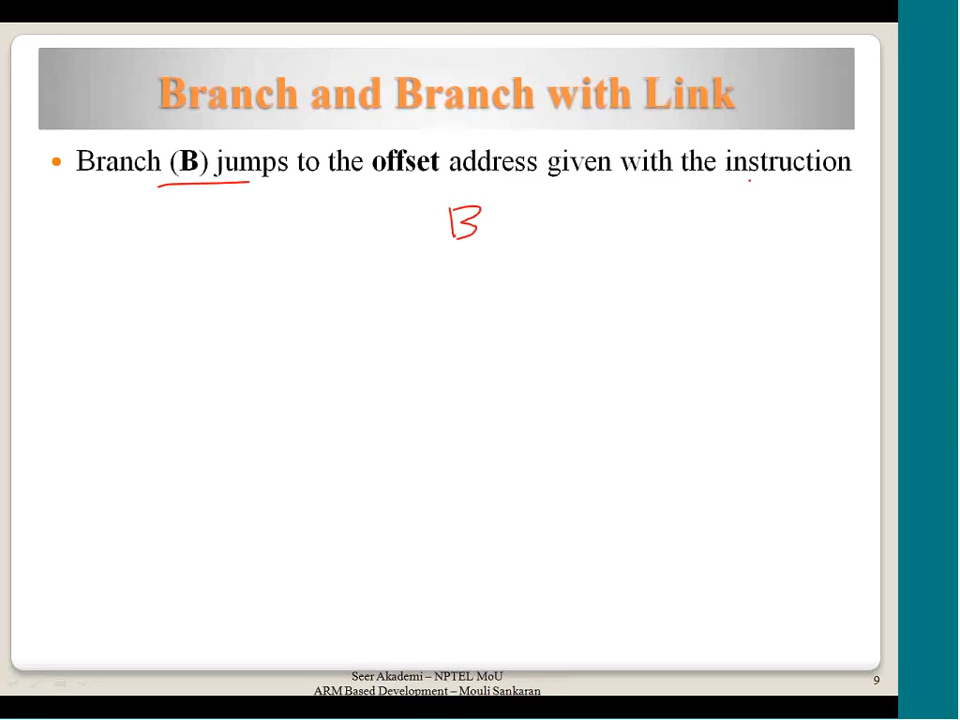 Branch and Branch with Link
• Branch (B) jumps to the offset address given with the instruction
B
Seer Akademi – NPTEL MoU
ARM Based Development – Mouli Sankaran
9